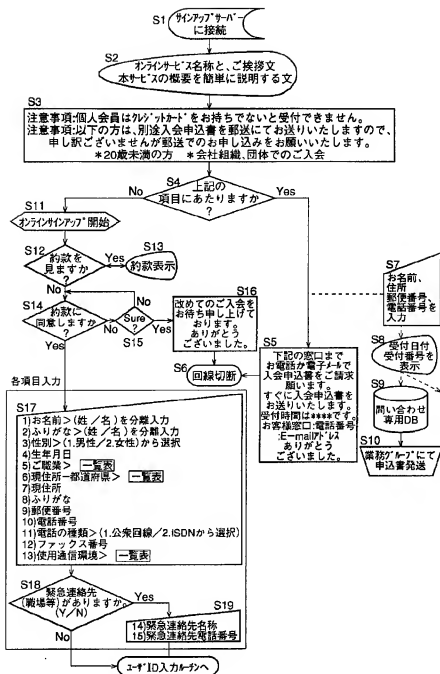 S1
サインアップサーバー
に接続
S2
オンラインサービス名称と、ご挨拶文
本サービスの概要を簡単に説明する文
S3
注意事項:個人会員はクレジットカードをお持ちでないと受付できません。
注意事項:以下の方は、別途入会申込書を郵送にてお送りいたしますので、
申し訳ございませんが郵送でのお申し込みをお願いいたします。
*20歳未満の方 *会社組織、団体でのご入会
S4
上記の
項目にあたりますか
?
No
Yes
S11
オンラインサインアップ開始
S12
約款を
見ますか
?
Yes
S13
約款表示
No
No
S14
約款に
同意しますか
?
No
Sure
?
Yes
S15
Yes
S16
改めてのご入会を
お待ち申し上げて
おります。
ありがとう
ございました。
S6
回線切断
S5
下記の窓口まで
お電話か電子メールで
入会申込書をご請求
願います。
すぐに入会申込書を
お送りいたします。
受付時間は****です。
お客様窓口:電話番号
:E-mailアドレス
ありがとう
ございました。
S7
お名前、
住所
郵便番号、
電話番号を
入力
S8
受付日付
受付番号を
表示
S9
問い合わせ
専用DB
S10
業務グループにて
申込書発送
各項目入力
S17
1)お名前>(姓/名)を分離入力
2)ふりがな>(姓/名)を分離入力
3)性別>(1.男性/2.女性)から選択
4)生年月日
5)ご職業> 一覧表
6)現住所-都道府県> 一覧表
7)現住所
8)ふりがな
9)郵便番号
10)電話番号
11)電話の種類>(1.公衆回線/2.ISDNから選択)
12)ファックス番号
13)使用通信環境> 一覧表
S18
緊急連絡先
(職場等)がありますか。
(Y/N)
Yes
No
S19
14)緊急連絡先名称
15)緊急連絡先電話番号
ユーザID入力ルーチンへ